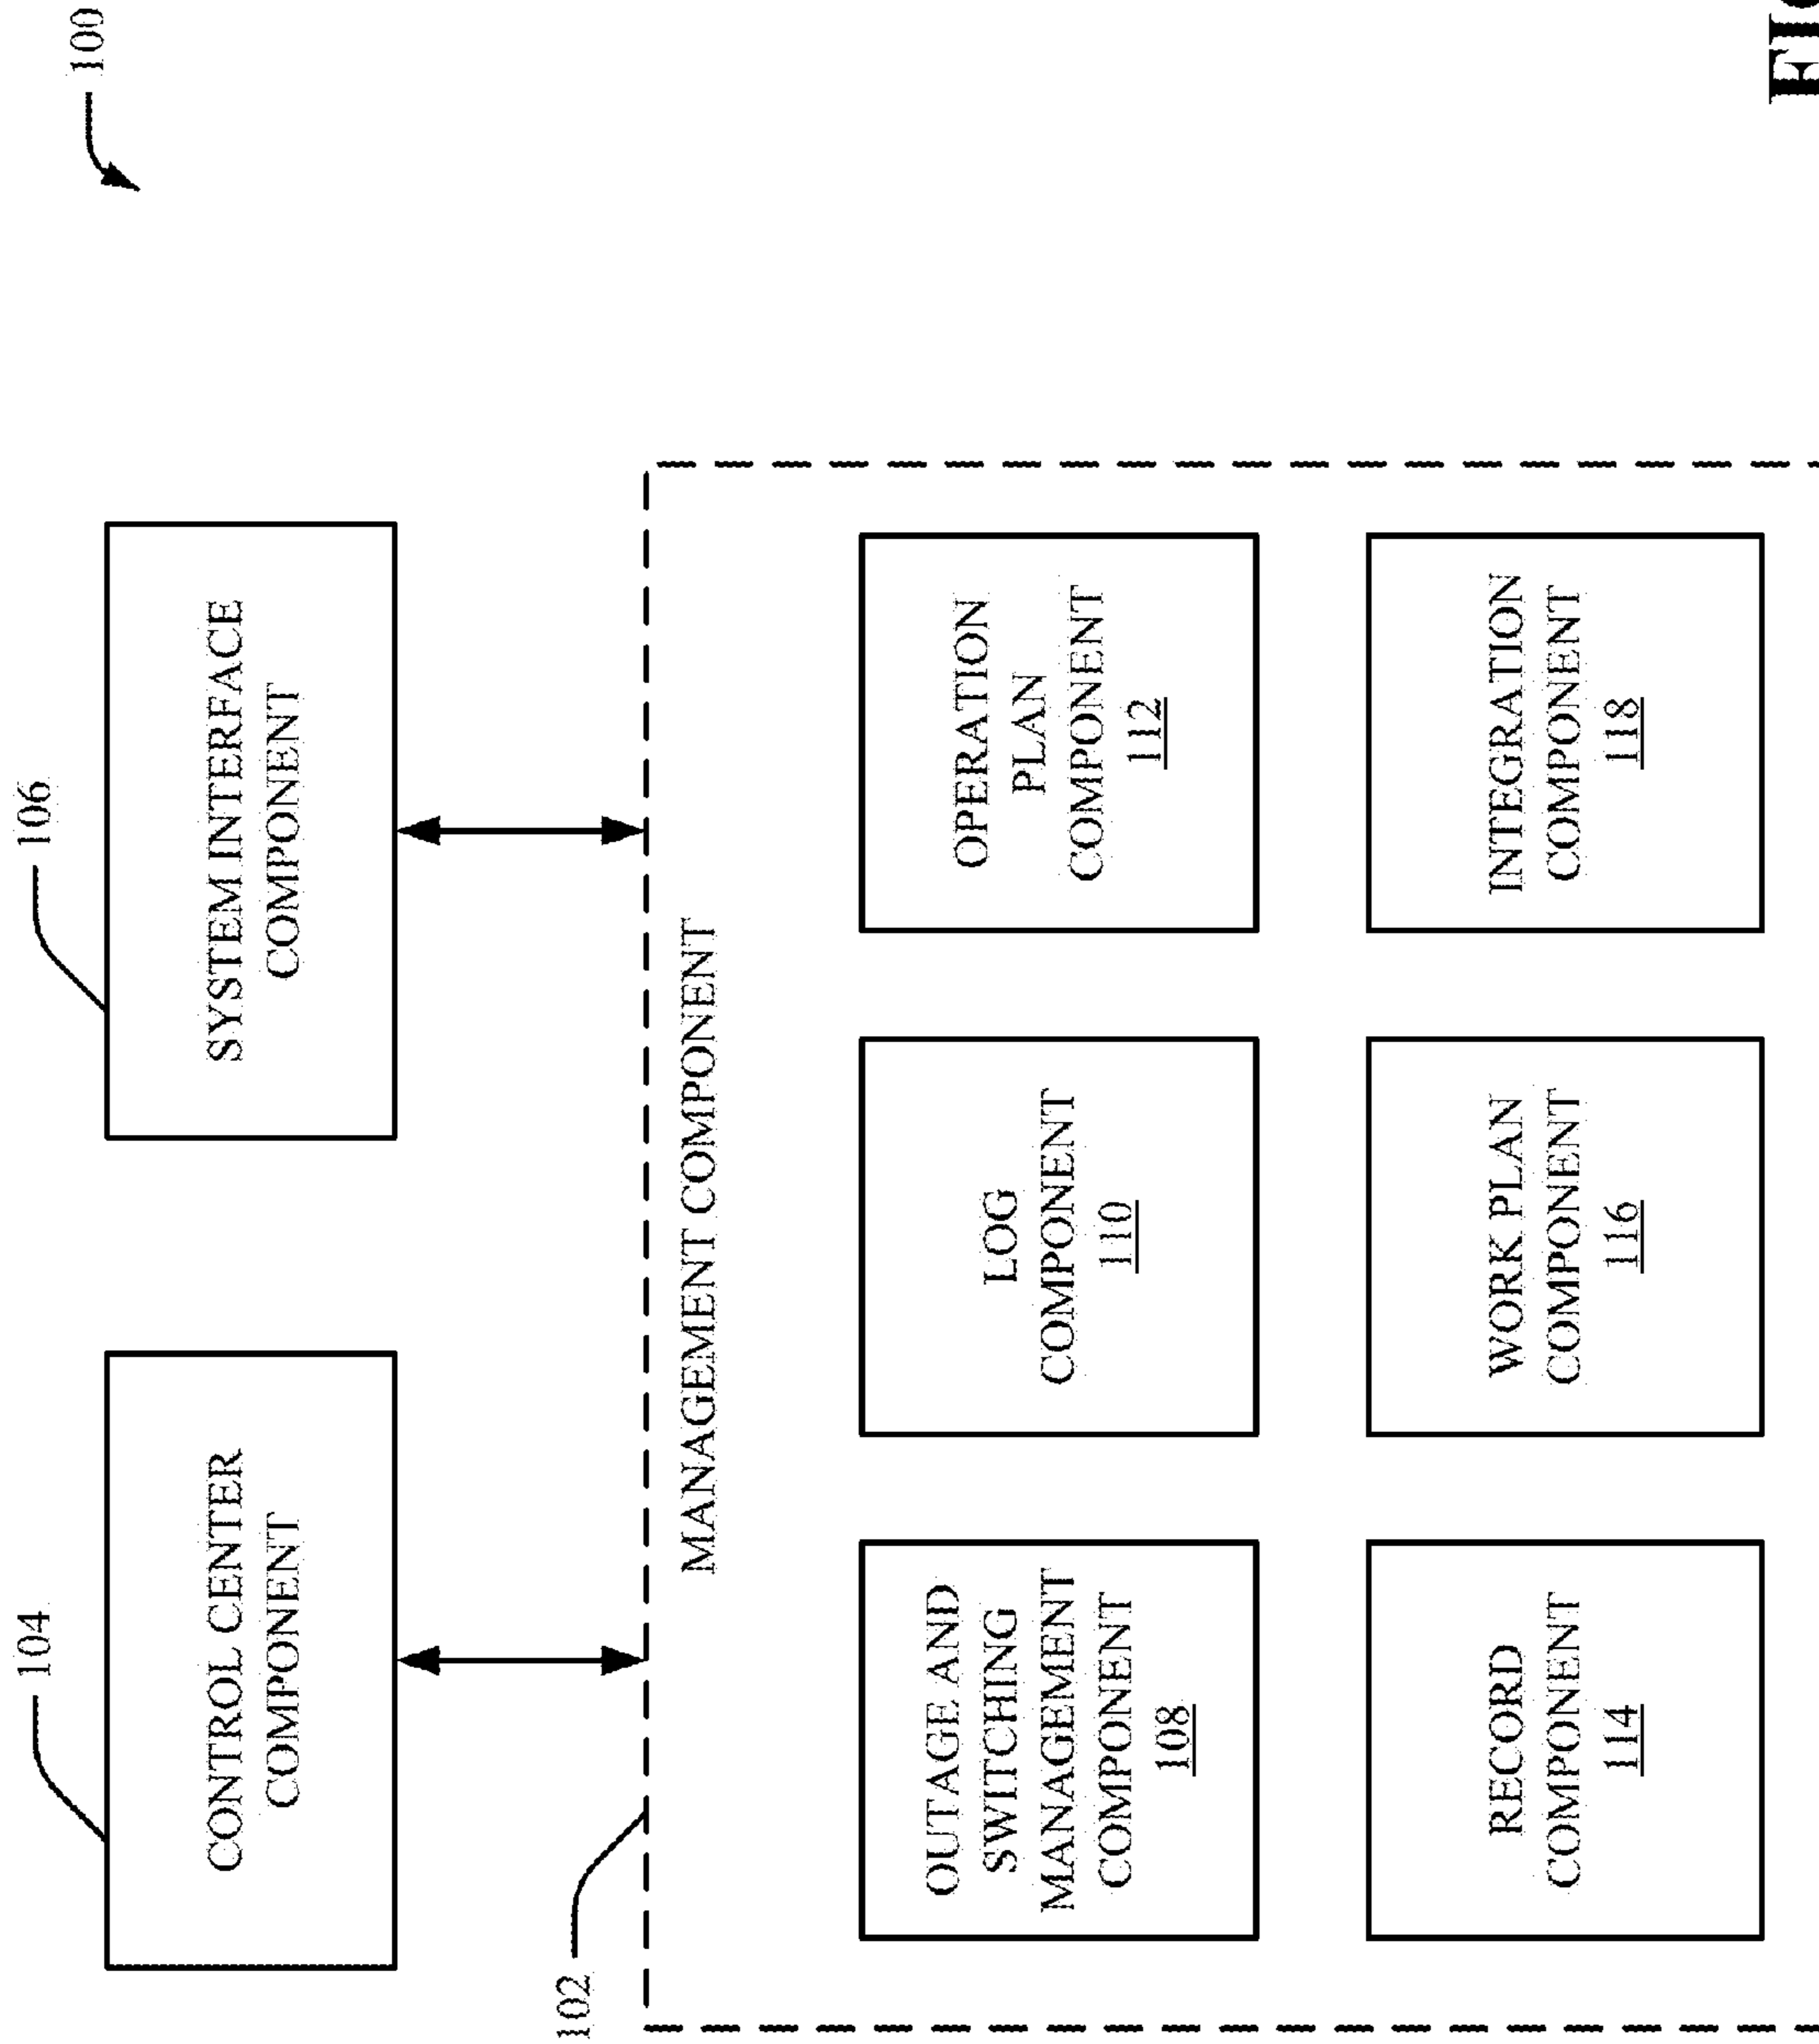 100
104
CONTROL CENTER
COMPONENT
106
SYSTEM INTERFACE
COMPONENT
102
MANAGEMENT COMPONENT
OUTAGE AND
SWITCHING
MANAGEMENT
COMPONENT
108
LOG
COMPONENT
110
OPERATION
PLAN
COMPONENT
112
RECORD
COMPONENT
114
WORK PLAN
COMPONENT
116
INTEGRATION
COMPONENT
118